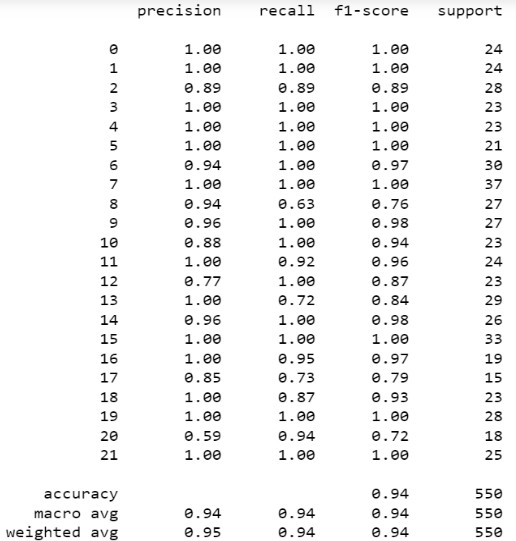 precision recall f1-score support
0 1.00 1.00 1.00 24
1 1.00 1.00 1.00 24
2 0.89 0.89 0.89 28
3 1.00 1.00 1.00 23
4 1.00 1.00 1.00 23
5 1.00 1.00 1.00 21
6 0.94 1.00 0.97 30
7 1.00 1.00 1.00 37
8 0.94 0.63 0.76 27
9 0.96 1.00 0.98 27
10 0.88 1.00 0.94 23
11 1.00 0.92 0.96 24
12 0.77 1.00 0.87 23
13 1.00 0.72 0.84 29
14 0.96 1.00 0.98 26
15 1.00 1.00 1.00 33
16 1.00 0.95 0.97 19
17 0.85 0.73 0.79 15
18 1.00 0.87 0.93 23
19 1.00 1.00 1.00 28
20 0.59 0.94 0.72 18
21 1.00 1.00 1.00 25
accuracy 0.94 550
macro avg 0.94 0.94 0.94 550
weighted avg 0.95 0.94 0.94 550